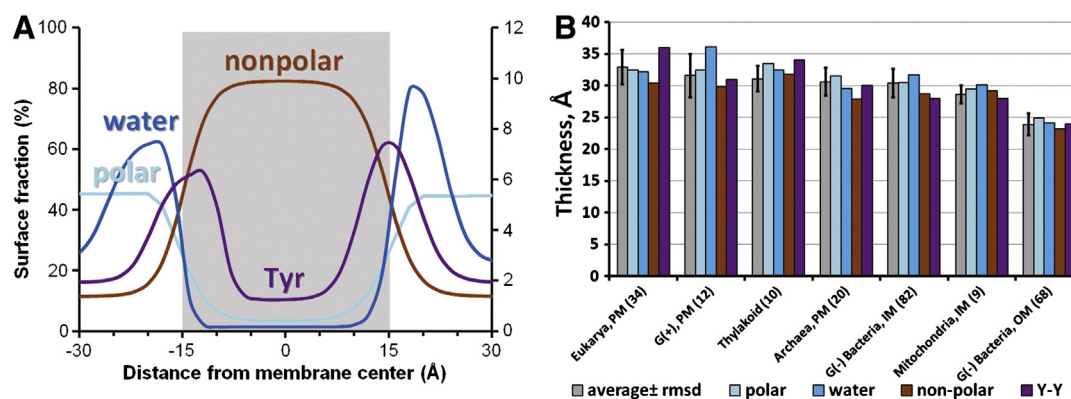 A
100
80
60
40
20
0
Surface fraction (%)
12
10
8
6
4
2
0
nonpolar
water
polar
Tyr
-30
-15
0
15
30
Distance from membrane center (Å)
B
40
35
30
25
20
15
10
5
0
Thickness, Å
Eukarya, PM (34)
G(+), PM (12)
Thylakoid (10)
Archaea, PM (20)
G(-) Bacteria, IM (82)
Mitochondria, IM (9)
G(-) Bacteria, OM (68)
average± rmsd polar water non-polar Y-Y